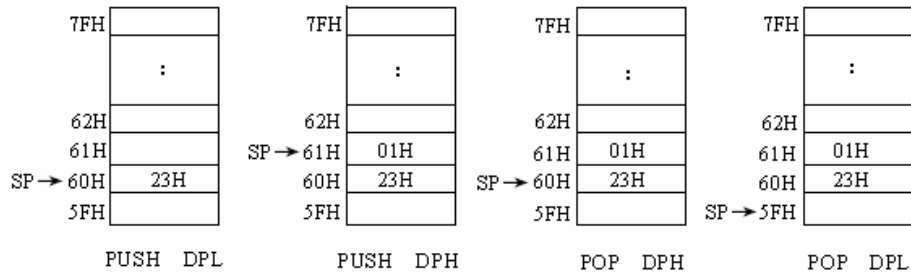 7FH 7FH 7FH 7FH
: : : :
62H 62H 62H 62H
61H SP→61H 01H 61H 01H 61H 01H
SP→60H 23H 60H 23H SP→60H 23H 60H 23H
5FH 5FH 5FH SP→5FH
PUSH DPL PUSH DPH POP DPH POP DPL